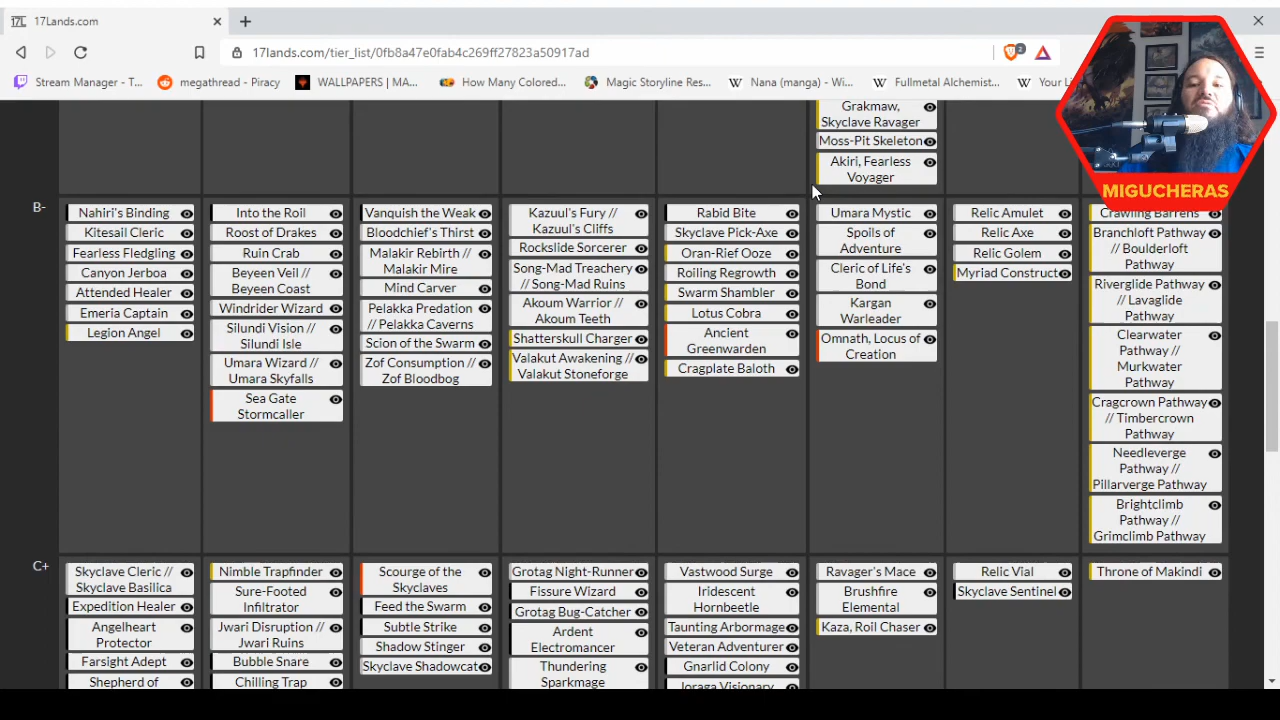 17L 17Lands.com
17lands.com/tier_list/0fb8a47e0fab4c269ff27823a50917ad
2
Stream Manager - T...
megathread - Piracy
WALLPAPERS | MA...
How Many Colored...
Magic Storyline Res...
Nana (manga) - Wi...
Fullmetal Alchemist...
Your Li
MIGUCHERAS
Grakmaw,
Skyclave Ravager
Moss-Pit Skeleton
Akiri, Fearless
Voyager
B-
Nahiri's Binding
Kitesail Cleric
Fearless Fledgling
Canyon Jerboa
Attended Healer
Emeria Captain
Legion Angel
Into the Roil
Roost of Drakes
Ruin Crab
Beyeen Veil //
Beyeen Coast
Windrider Wizard
Silundi Vision //
Silundi Isle
Umara Wizard //
Umara Skyfalls
Sea Gate
Stormcaller
Vanquish the Weak
Bloodchief's Thirst
Malakir Rebirth //
Malakir Mire
Mind Carver
Pelakka Predation
// Pelakka Caverns
Scion of the Swarm
Zof Consumption //
Zof Bloodbog
Kazuul's Fury //
Kazuul's Cliffs
Rockslide Sorcerer
Song-Mad Treachery
// Song-Mad Ruins
Akoum Warrior //
Akoum Teeth
Shatterskull Charger
Valakut Awakening //
Valakut Stoneforge
Rabid Bite
Skyclave Pick-Axe
Oran-Rief Ooze
Roiling Regrowth
Swarm Shambler
Lotus Cobra
Ancient
Greenwarden
Cragplate Baloth
Umara Mystic
Spoils of
Adventure
Cleric of Life's
Bond
Kargan
Warleader
Omnath, Locus of
Creation
Relic Amulet
Relic Axe
Relic Golem
Myriad Construct
Crawling Barrens
Branchloft Pathway
// Boulderloft
Pathway
Riverglide Pathway
// Lavaglide
Pathway
Clearwater
Pathway //
Murkwater
Pathway
Cragcrown Pathway
// Timbercrown
Pathway
Needleverge
Pathway //
Pillarverge Pathway
Brightclimb
Pathway //
Grimclimb Pathway
C+
Skyclave Cleric //
Skyclave Basilica
Expedition Healer
Angelheart
Protector
Farsight Adept
Shepherd of
Nimble Trapfinder
Sure-Footed
Infiltrator
Jwari Disruption //
Jwari Ruins
Bubble Snare
Chilling Trap
Scourge of the
Skyclaves
Feed the Swarm
Subtle Strike
Shadow Stinger
Skyclave Shadowcat
Grotag Night-Runner
Fissure Wizard
Grotag Bug-Catcher
Ardent
Electromancer
Thundering
Sparkmage
Vastwood Surge
Iridescent
Hornbeetle
Taunting Arbormage
Veteran Adventurer
Gnarlid Colony
Joraga Visionary
Ravager's Mace
Brushfire
Elemental
Kaza, Roil Chaser
Relic Vial
Skyclave Sentinel
Throne of Makindi